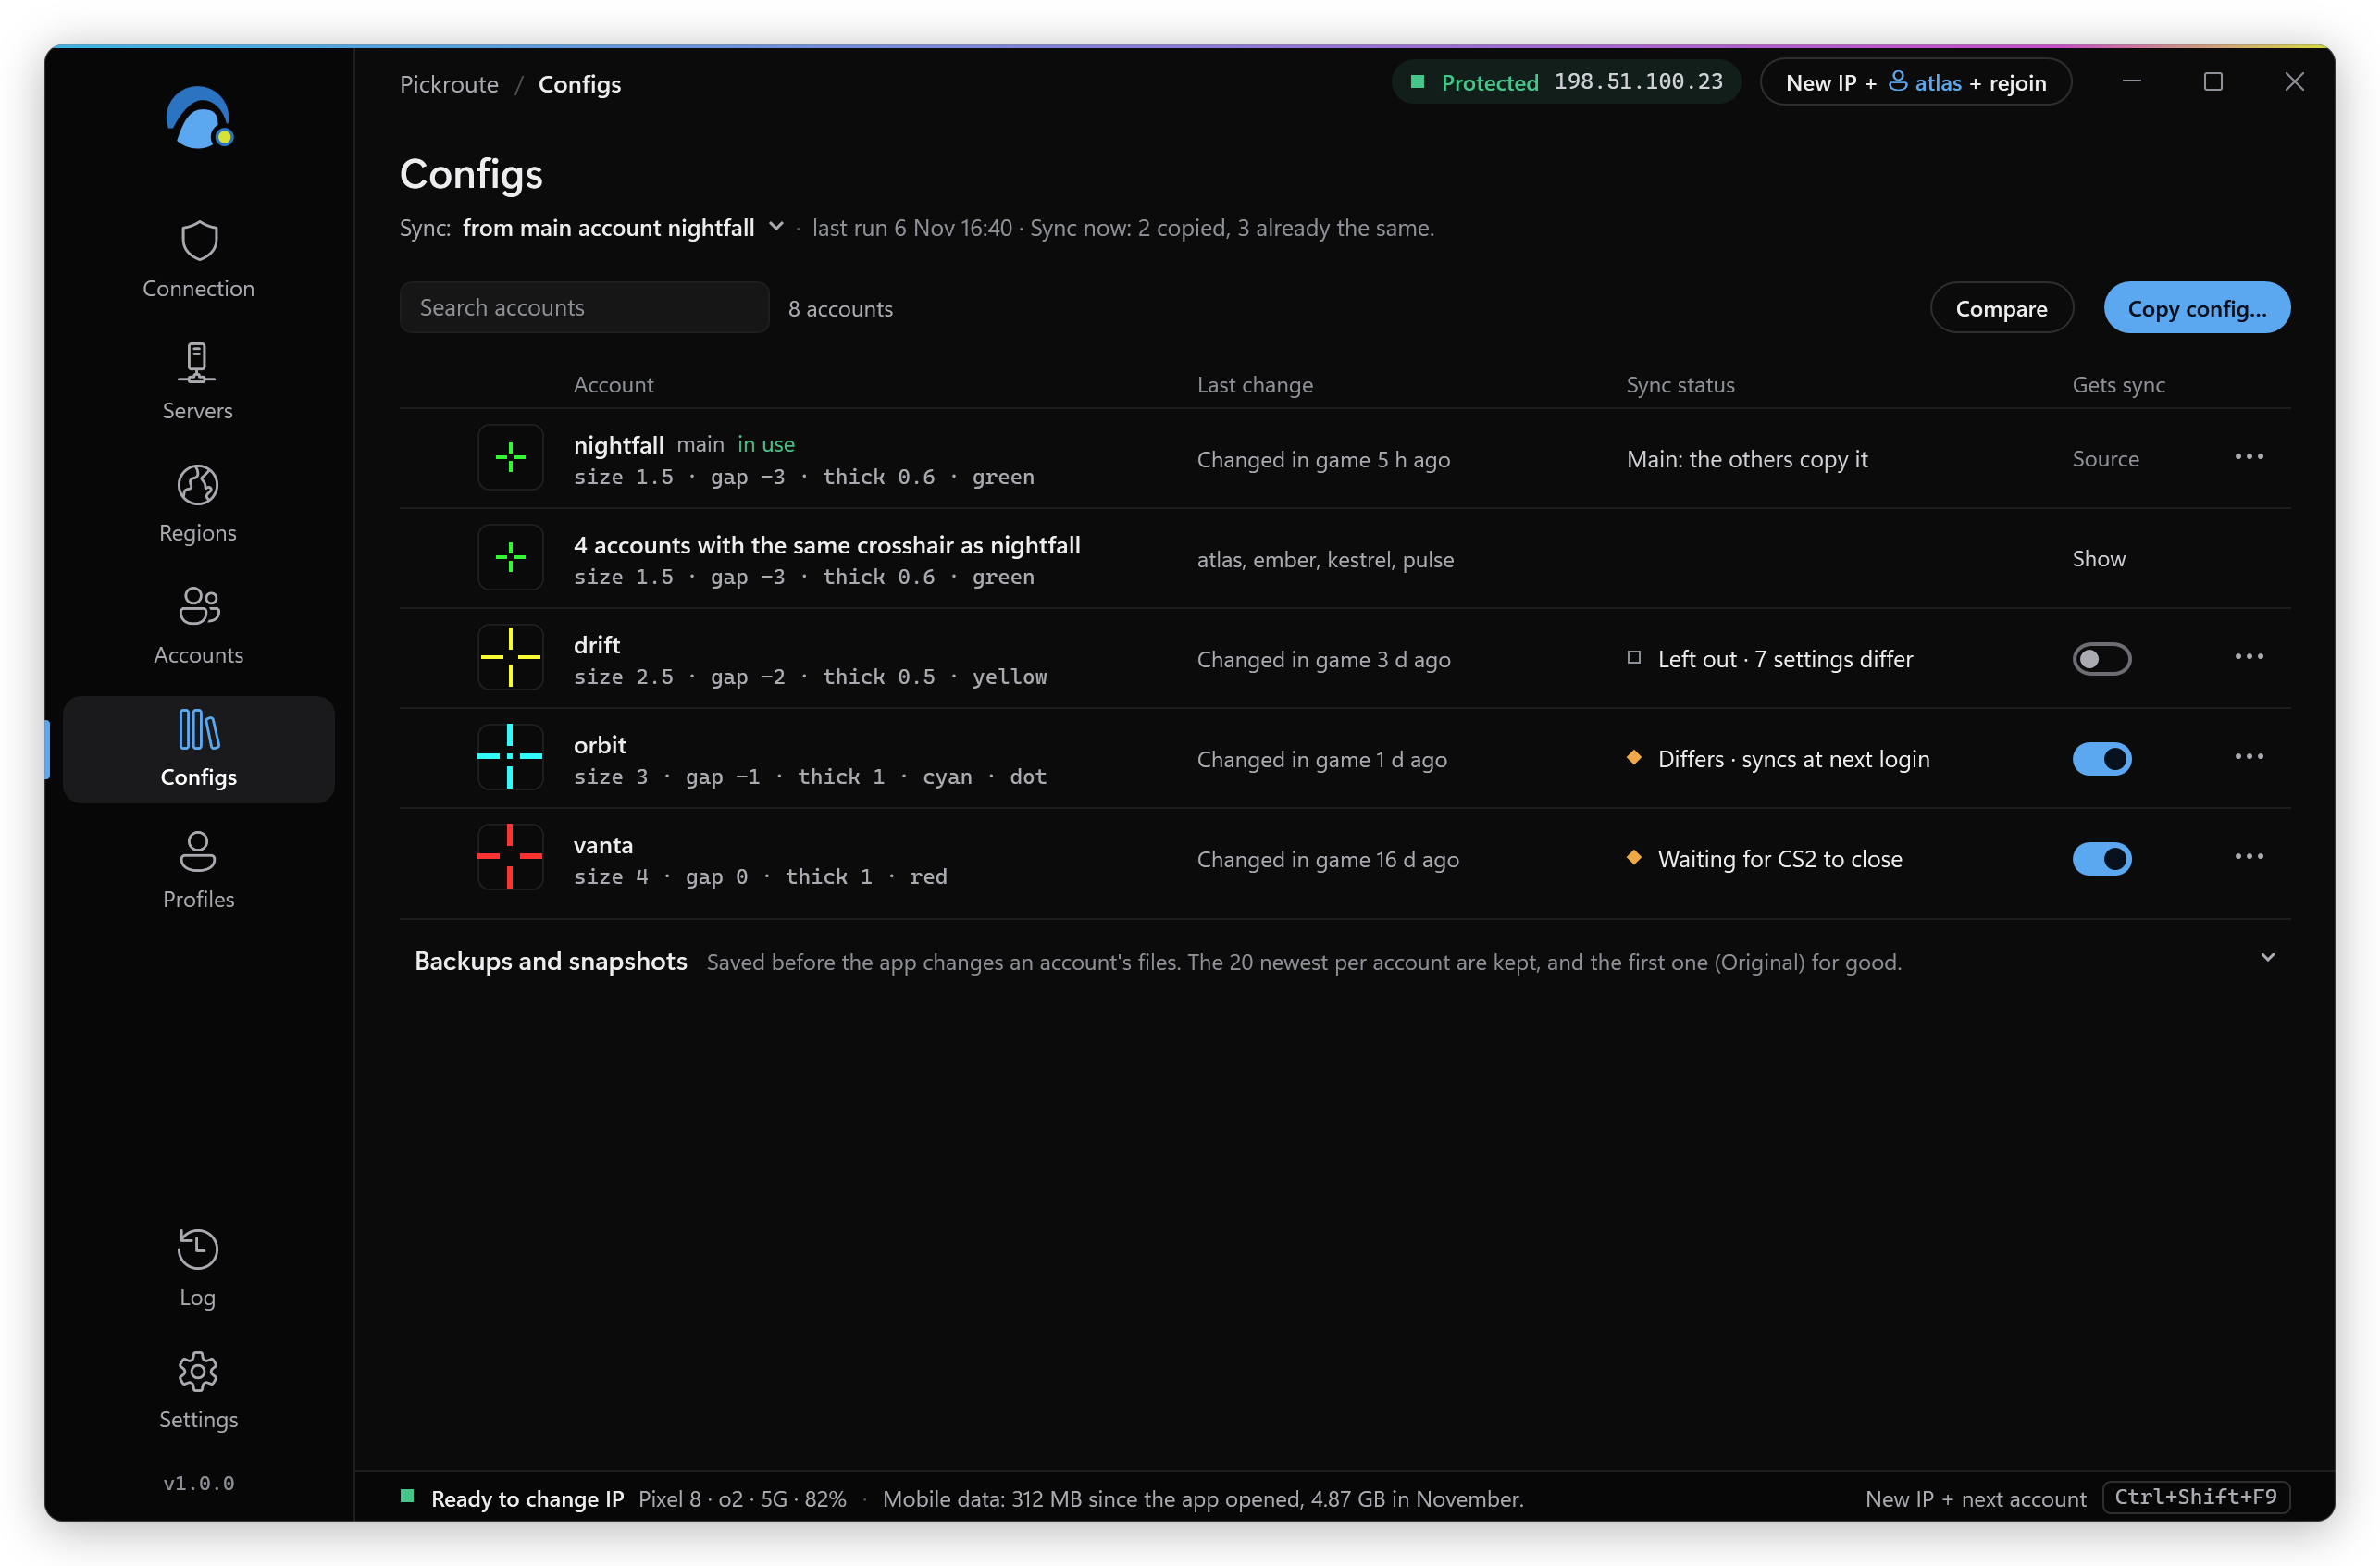 Pickroute / Configs
Protected 198.51.100.23
New IP + atlas + rejoin
Connection
Servers
Regions
Accounts
Configs
Profiles
Log
Settings
v1.0.0
Configs
Sync: from main account nightfall · last run 6 Nov 16:40 · Sync now: 2 copied, 3 already the same.
Search accounts
8 accounts
Compare
Copy config...
Account Last change Sync status Gets sync
nightfall main in use
size 1.5 · gap −3 · thick 0.6 · green
Changed in game 5 h ago
Main: the others copy it
Source
4 accounts with the same crosshair as nightfall
size 1.5 · gap −3 · thick 0.6 · green
atlas, ember, kestrel, pulse
Show
drift
size 2.5 · gap −2 · thick 0.5 · yellow
Changed in game 3 d ago
Left out · 7 settings differ
orbit
size 3 · gap −1 · thick 1 · cyan · dot
Changed in game 1 d ago
Differs · syncs at next login
vanta
size 4 · gap 0 · thick 1 · red
Changed in game 16 d ago
Waiting for CS2 to close
Backups and snapshots Saved before the app changes an account's files. The 20 newest per account are kept, and the first one (Original) for good.
Ready to change IP Pixel 8 · o2 · 5G · 82% · Mobile data: 312 MB since the app opened, 4.87 GB in November.
New IP + next account Ctrl+Shift+F9